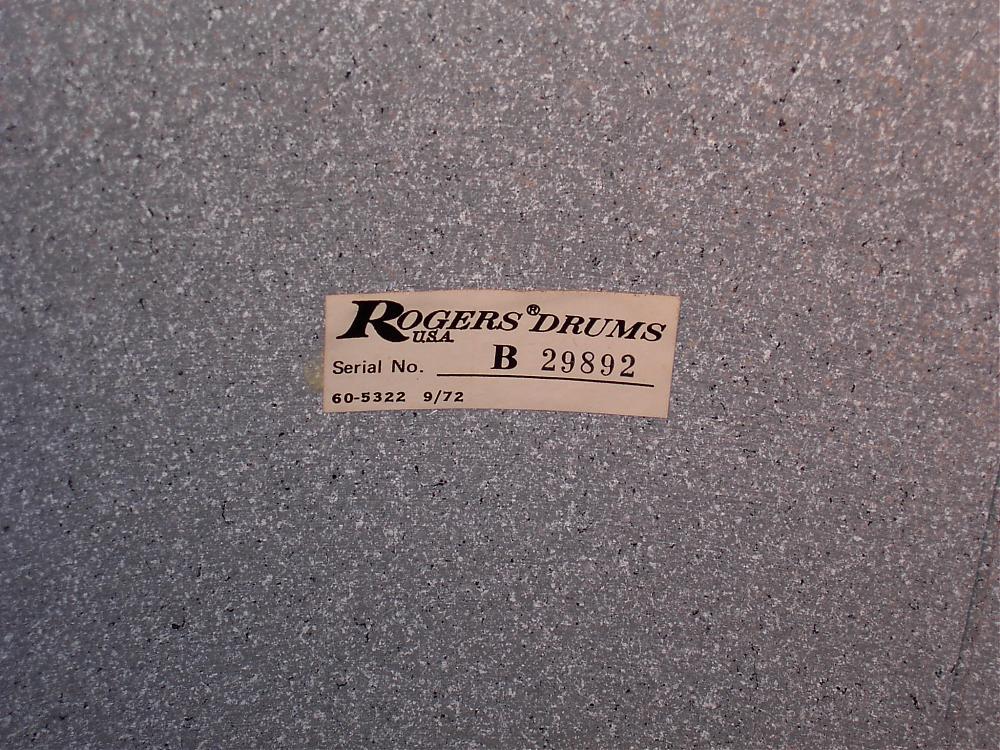 ROGERS® DRUMS
U.S.A.
Serial No. B 29892
60-5322 9/72